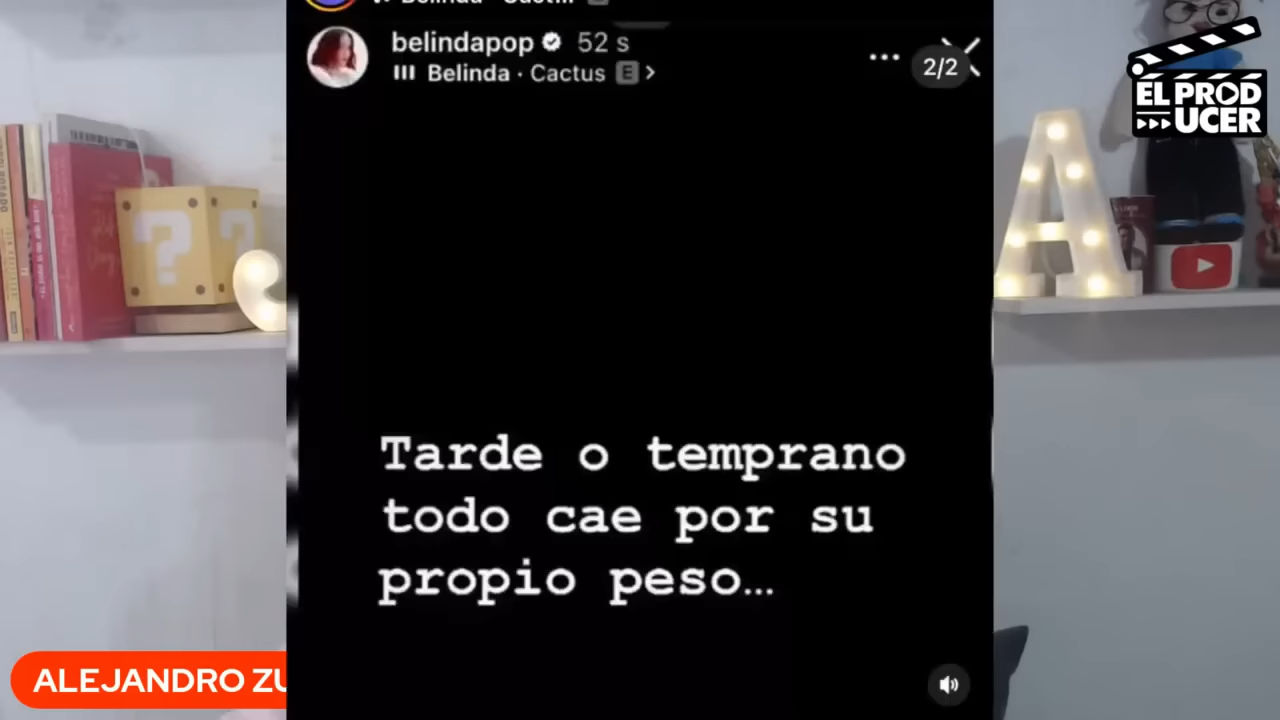 belindapop 52 s
Belinda · Cactus E
2/2
EL PROD
UCER
A
Tarde o temprano
todo cae por su
propio peso…
ALEJANDRO ZU